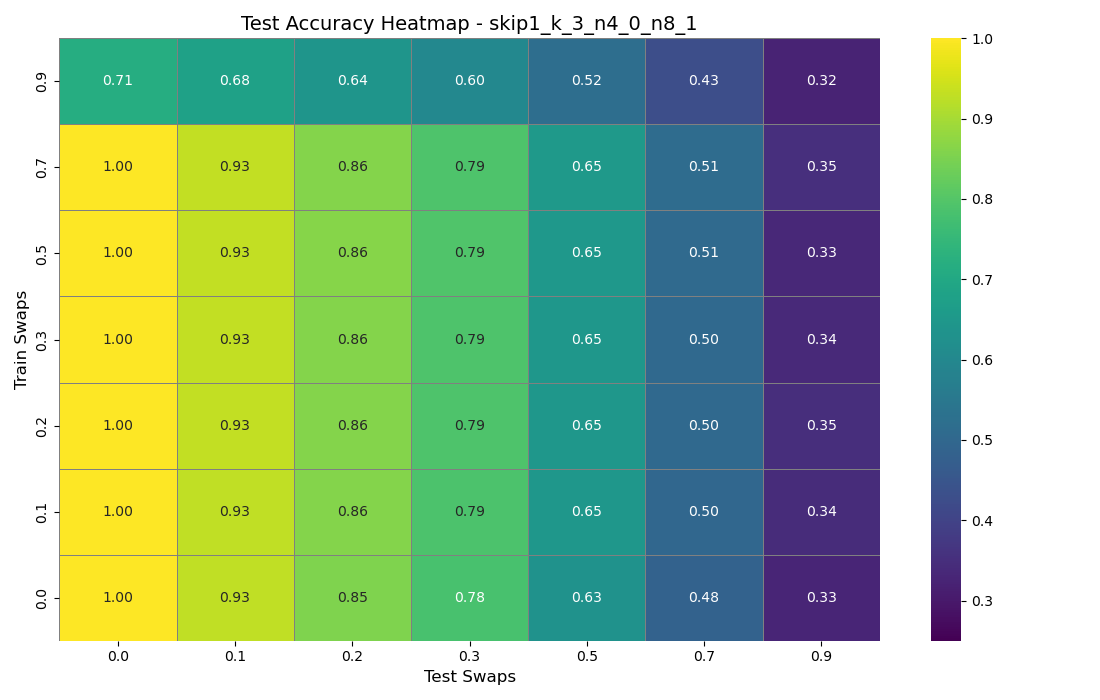 Test Accuracy Heatmap - skip1_k_3_n4_0_n8_1
Train Swaps
0.9 0.71 0.68 0.64 0.60 0.52 0.43 0.32
0.7 1.00 0.93 0.86 0.79 0.65 0.51 0.35
0.5 1.00 0.93 0.86 0.79 0.65 0.51 0.33
0.3 1.00 0.93 0.86 0.79 0.65 0.50 0.34
0.2 1.00 0.93 0.86 0.79 0.65 0.50 0.35
0.1 1.00 0.93 0.86 0.79 0.65 0.50 0.34
0.0 1.00 0.93 0.85 0.78 0.63 0.48 0.33
0.0 0.1 0.2 0.3 0.5 0.7 0.9
Test Swaps
1.0
0.9
0.8
0.7
0.6
0.5
0.4
0.3